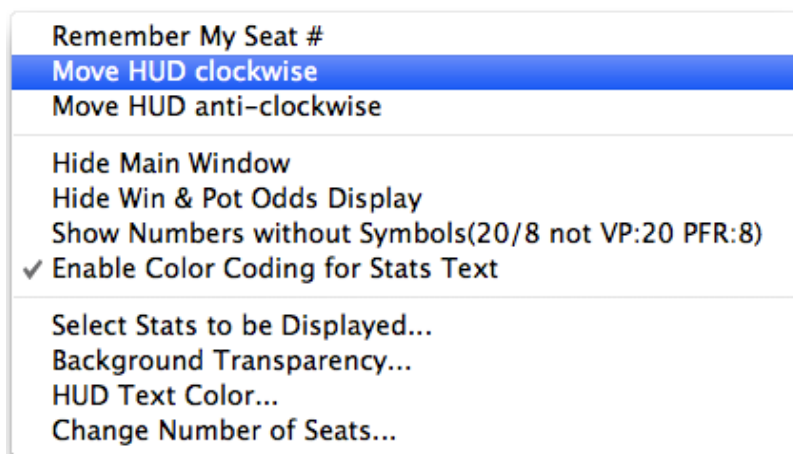 Remember My Seat #
Move HUD clockwise
Move HUD anti-clockwise
Hide Main Window
Hide Win & Pot Odds Display
Show Numbers without Symbols(20/8 not VP:20 PFR:8)
Enable Color Coding for Stats Text
Select Stats to be Displayed...
Background Transparency...
HUD Text Color...
Change Number of Seats...